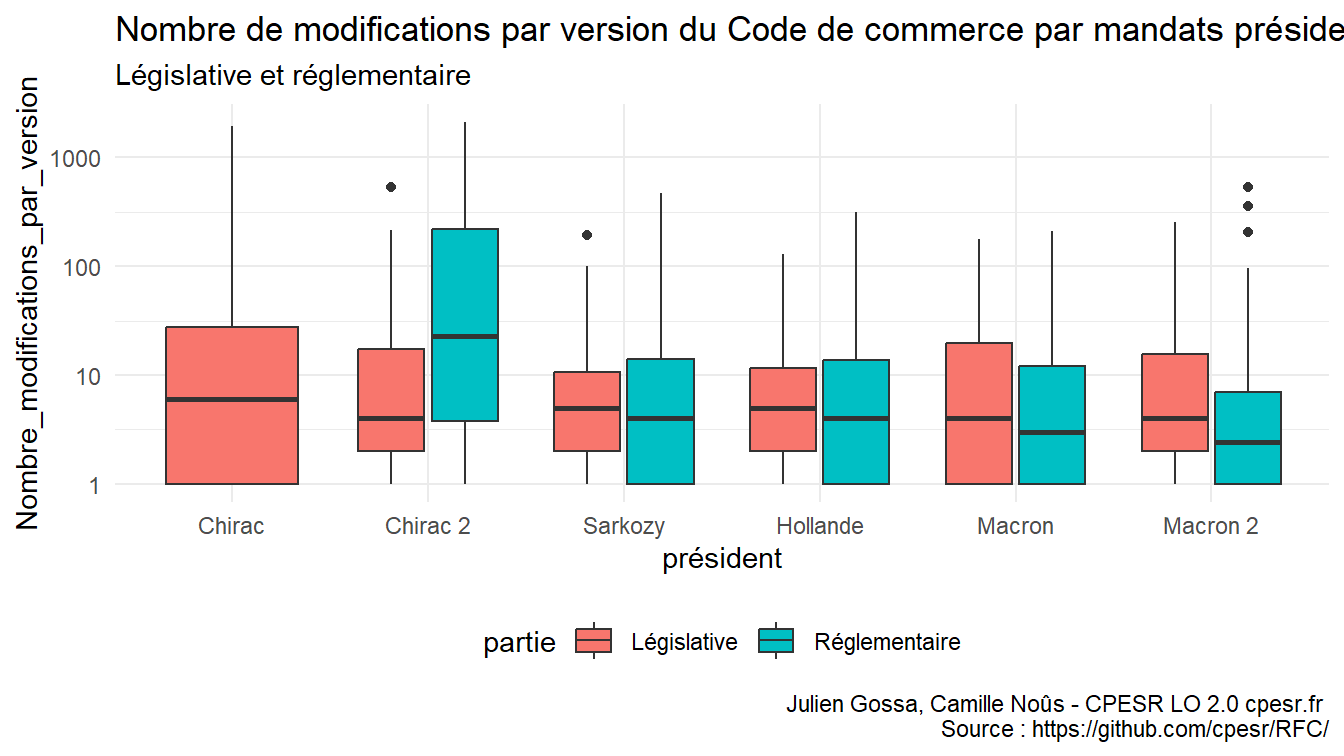 Nombre de modifications par version du Code de commerce par mandats préside
Législative et réglementaire
Nombre_modifications_par_version
1000
100
10
1
Chirac
Chirac 2
Sarkozy
Hollande
Macron
Macron 2
président
partie
Législative
Réglementaire
Julien Gossa, Camille Noûs - CPESR LO 2.0 cpesr.fr
Source : https://github.com/cpesr/RFC/